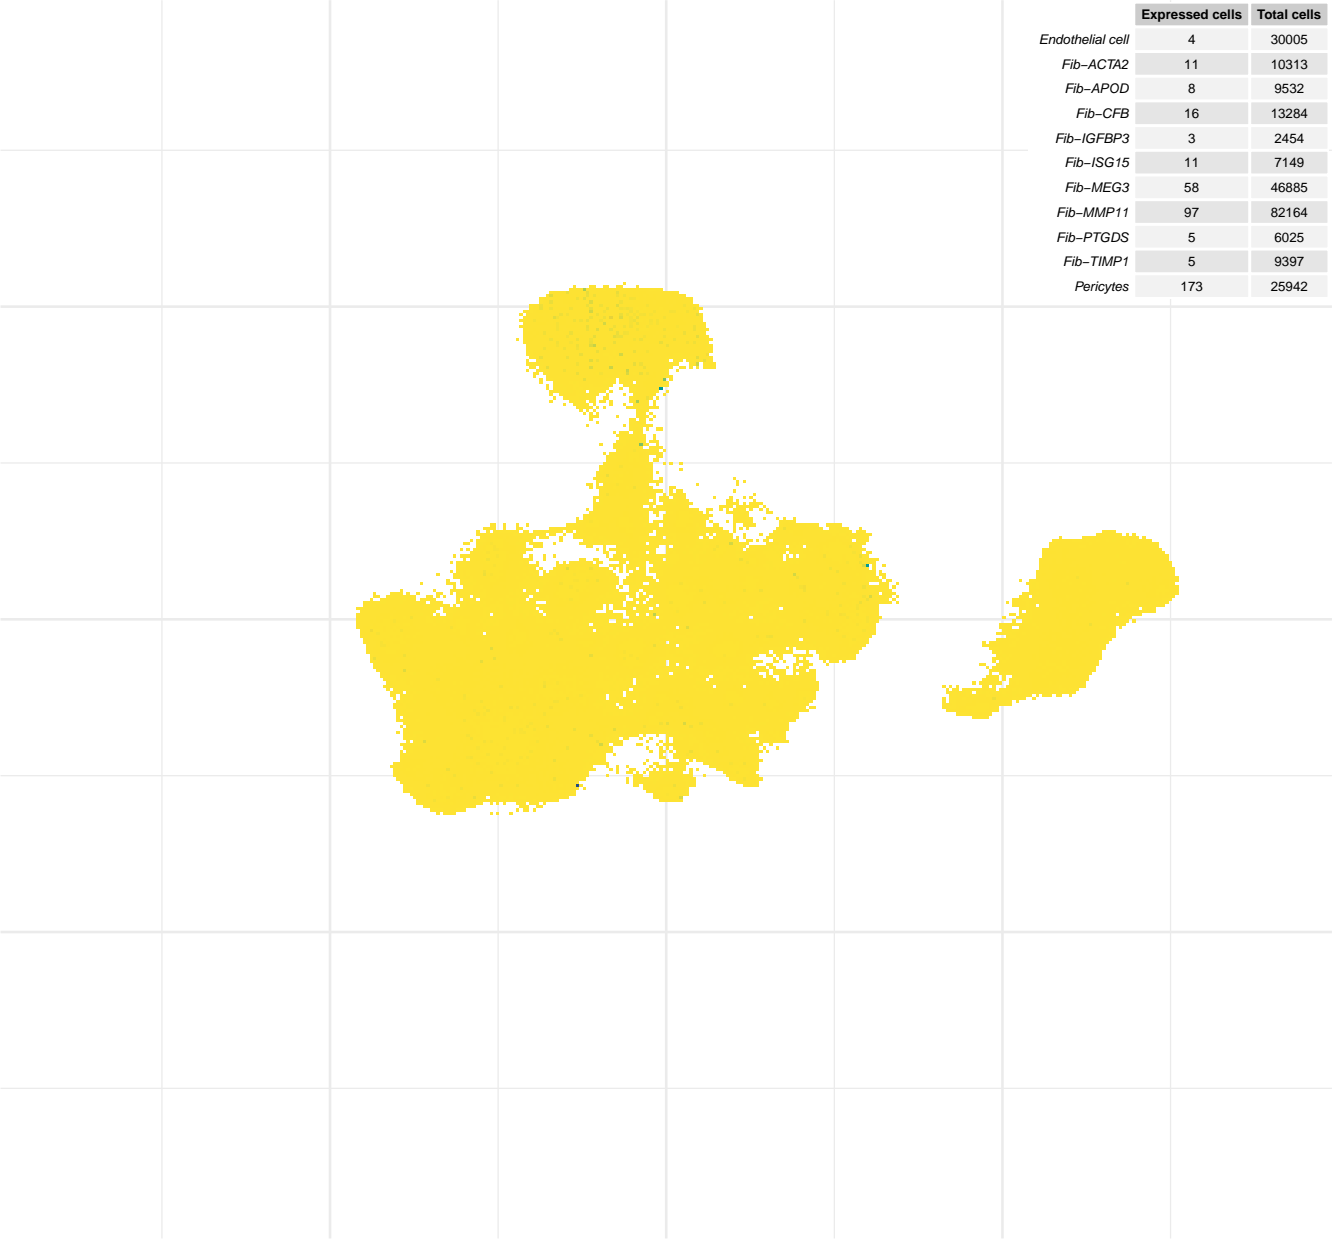 Expressed cells Total cells
Endothelial cell 4 30005
Fib−ACTA2 11 10313
Fib−APOD 8 9532
Fib−CFB 16 13284
Fib−IGFBP3 3 2454
Fib−ISG15 11 7149
Fib−MEG3 58 46885
Fib−MMP11 97 82164
Fib−PTGDS 5 6025
Fib−TIMP1 5 9397
Pericytes 173 25942